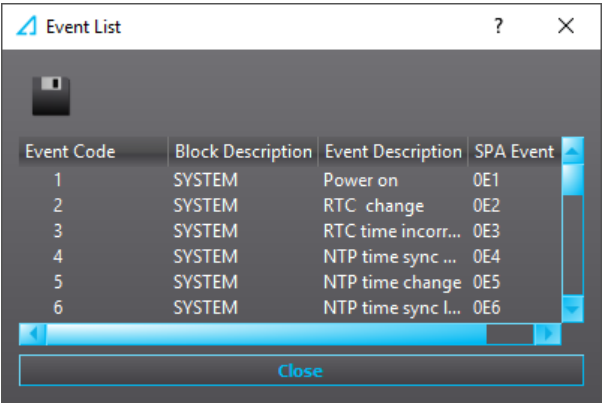 Event List
Event Code Block Description Event Description SPA Event
1 SYSTEM Power on 0E1
2 SYSTEM RTC change 0E2
3 SYSTEM RTC time incorr... 0E3
4 SYSTEM NTP time sync ... 0E4
5 SYSTEM NTP time change 0E5
6 SYSTEM NTP time sync l... 0E6
Close